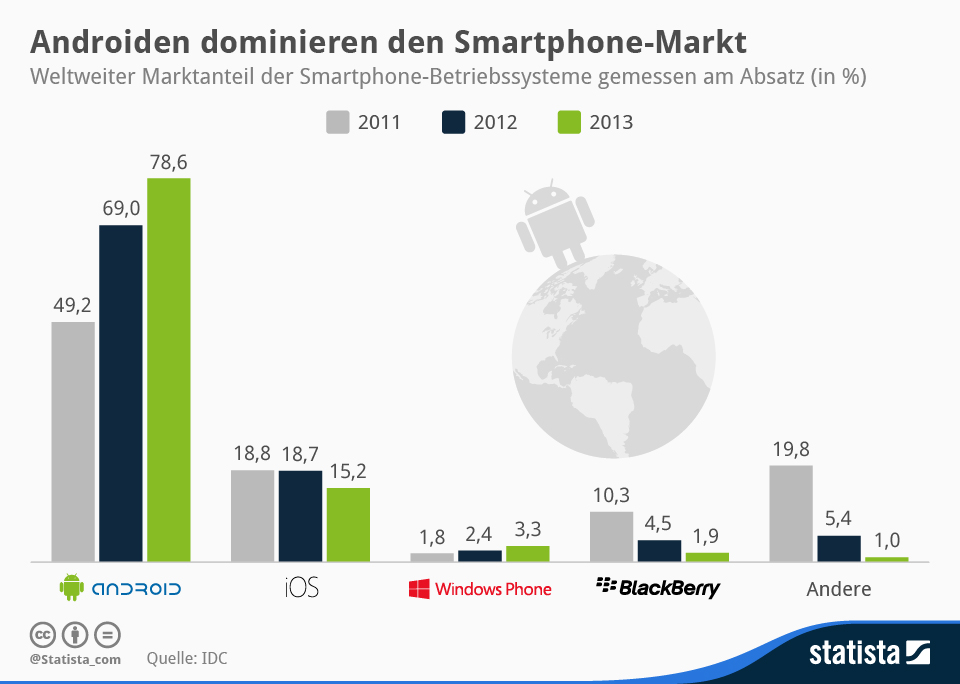 Androiden dominieren den Smartphone-Markt
Weltweiter Marktanteil der Smartphone-Betriebssysteme gemessen am Absatz (in %)
2011 2012 2013
49,2 69,0 78,6
18,8 18,7 15,2
1,8 2,4 3,3
10,3 4,5 1,9
19,8 5,4 1,0
ANDROID iOS Windows Phone BlackBerry Andere
cc
@Statista_com Quelle: IDC
statista